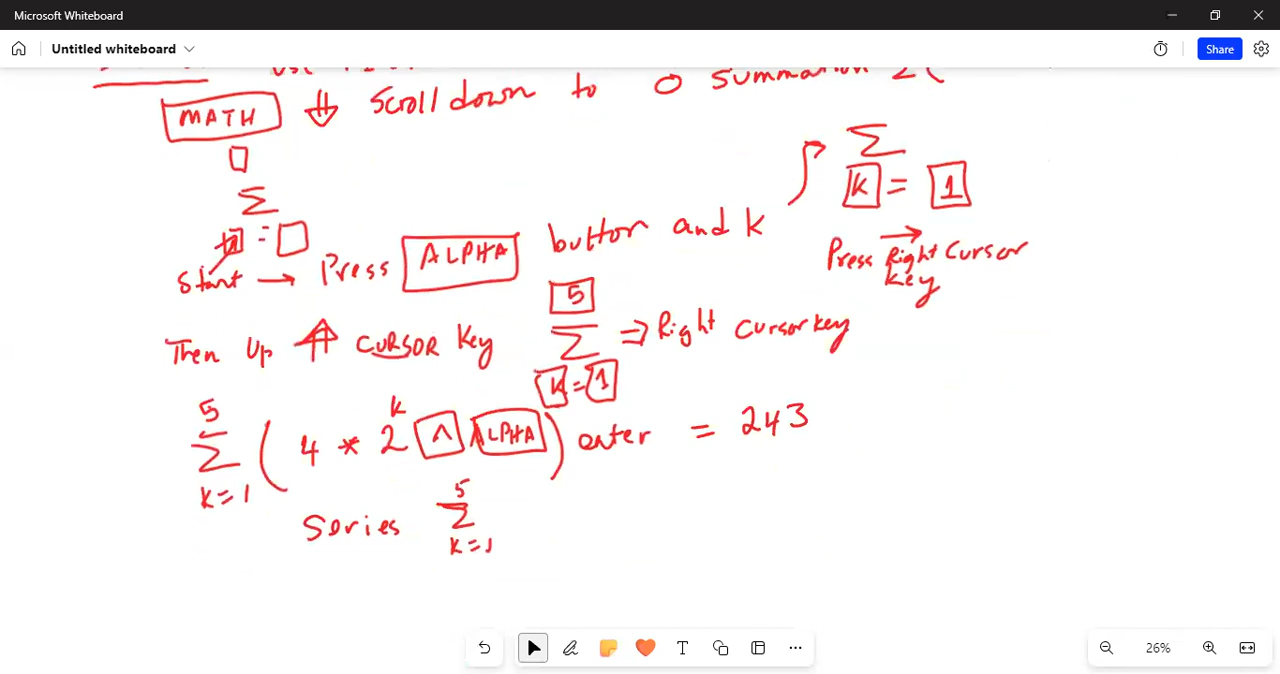 Microsoft Whiteboard
Untitled whiteboard
Share
scroll down to 0 summation Σ(
MATH
Σ
□ = □
Σ
k = 1
Start → Press ALPHA button and k
Press Right Cursor
Key
5
Then Up CURSOR Key Σ ⇒ Right Cursor key
k = 1
5
Σ ( 4 * 2^k ^ ALPHA ) enter = 243
k = 1
5
Series Σ
k = 1
26%